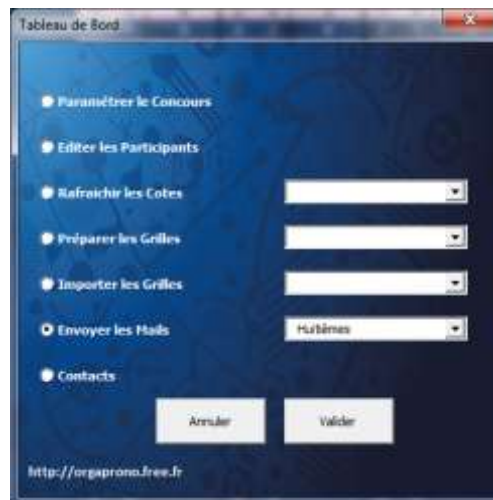 Tableau de Bord
Paramétrer le Concours
Editer les Participants
Rafraichir les Cotes
Préparer les Grilles
Importer les Grilles
Envoyer les Mails Huitièmes
Contacts
Annuler Valider
http://orgaprono.free.fr